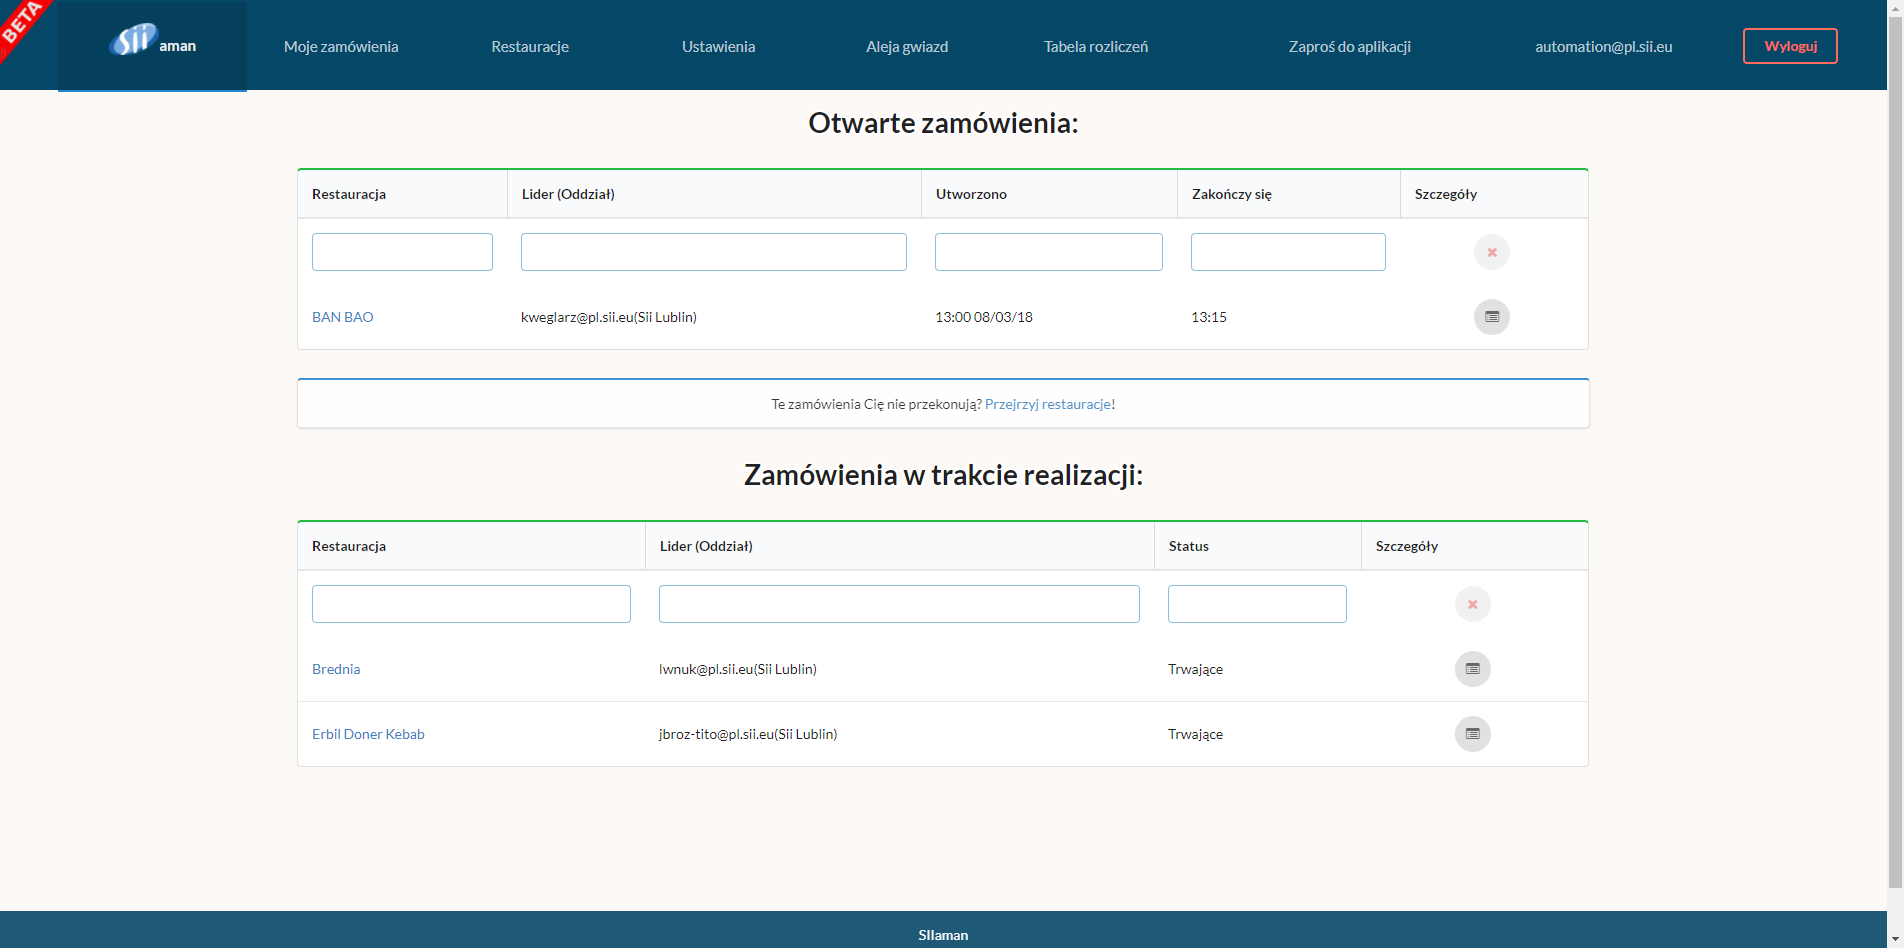 BETA
sii aman Moje zamówienia Restauracje Ustawienia Aleja gwiazd Tabela rozliczeń Zaproś do aplikacji automation@pl.sii.eu Wyloguj
Otwarte zamówienia:
Restauracja Lider (Oddział) Utworzono Zakończy się Szczegóły
BAN BAO kweglarz@pl.sii.eu(Sii Lublin) 13:00 08/03/18 13:15
Te zamówienia Cię nie przekonują? Przejrzyj restauracje!
Zamówienia w trakcie realizacji:
Restauracja Lider (Oddział) Status Szczegóły
Brednia lwnuk@pl.sii.eu(Sii Lublin) Trwające
Erbil Doner Kebab jbroz-tito@pl.sii.eu(Sii Lublin) Trwające
SIIaman